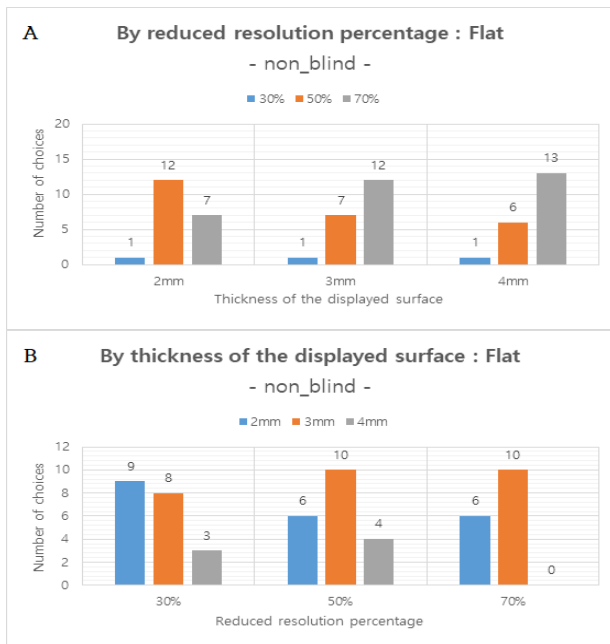 A
By reduced resolution percentage : Flat
- non_blind -
30% 50% 70%
Number of choices
20
15
10
5
0
1 12 7
1 7 12
1 6 13
2mm 3mm 4mm
Thickness of the displayed surface
B
By thickness of the displayed surface : Flat
- non_blind -
2mm 3mm 4mm
Number of choices
12
10
8
6
4
2
0
9 8 3
6 10 4
6 10 0
30% 50% 70%
Reduced resolution percentage